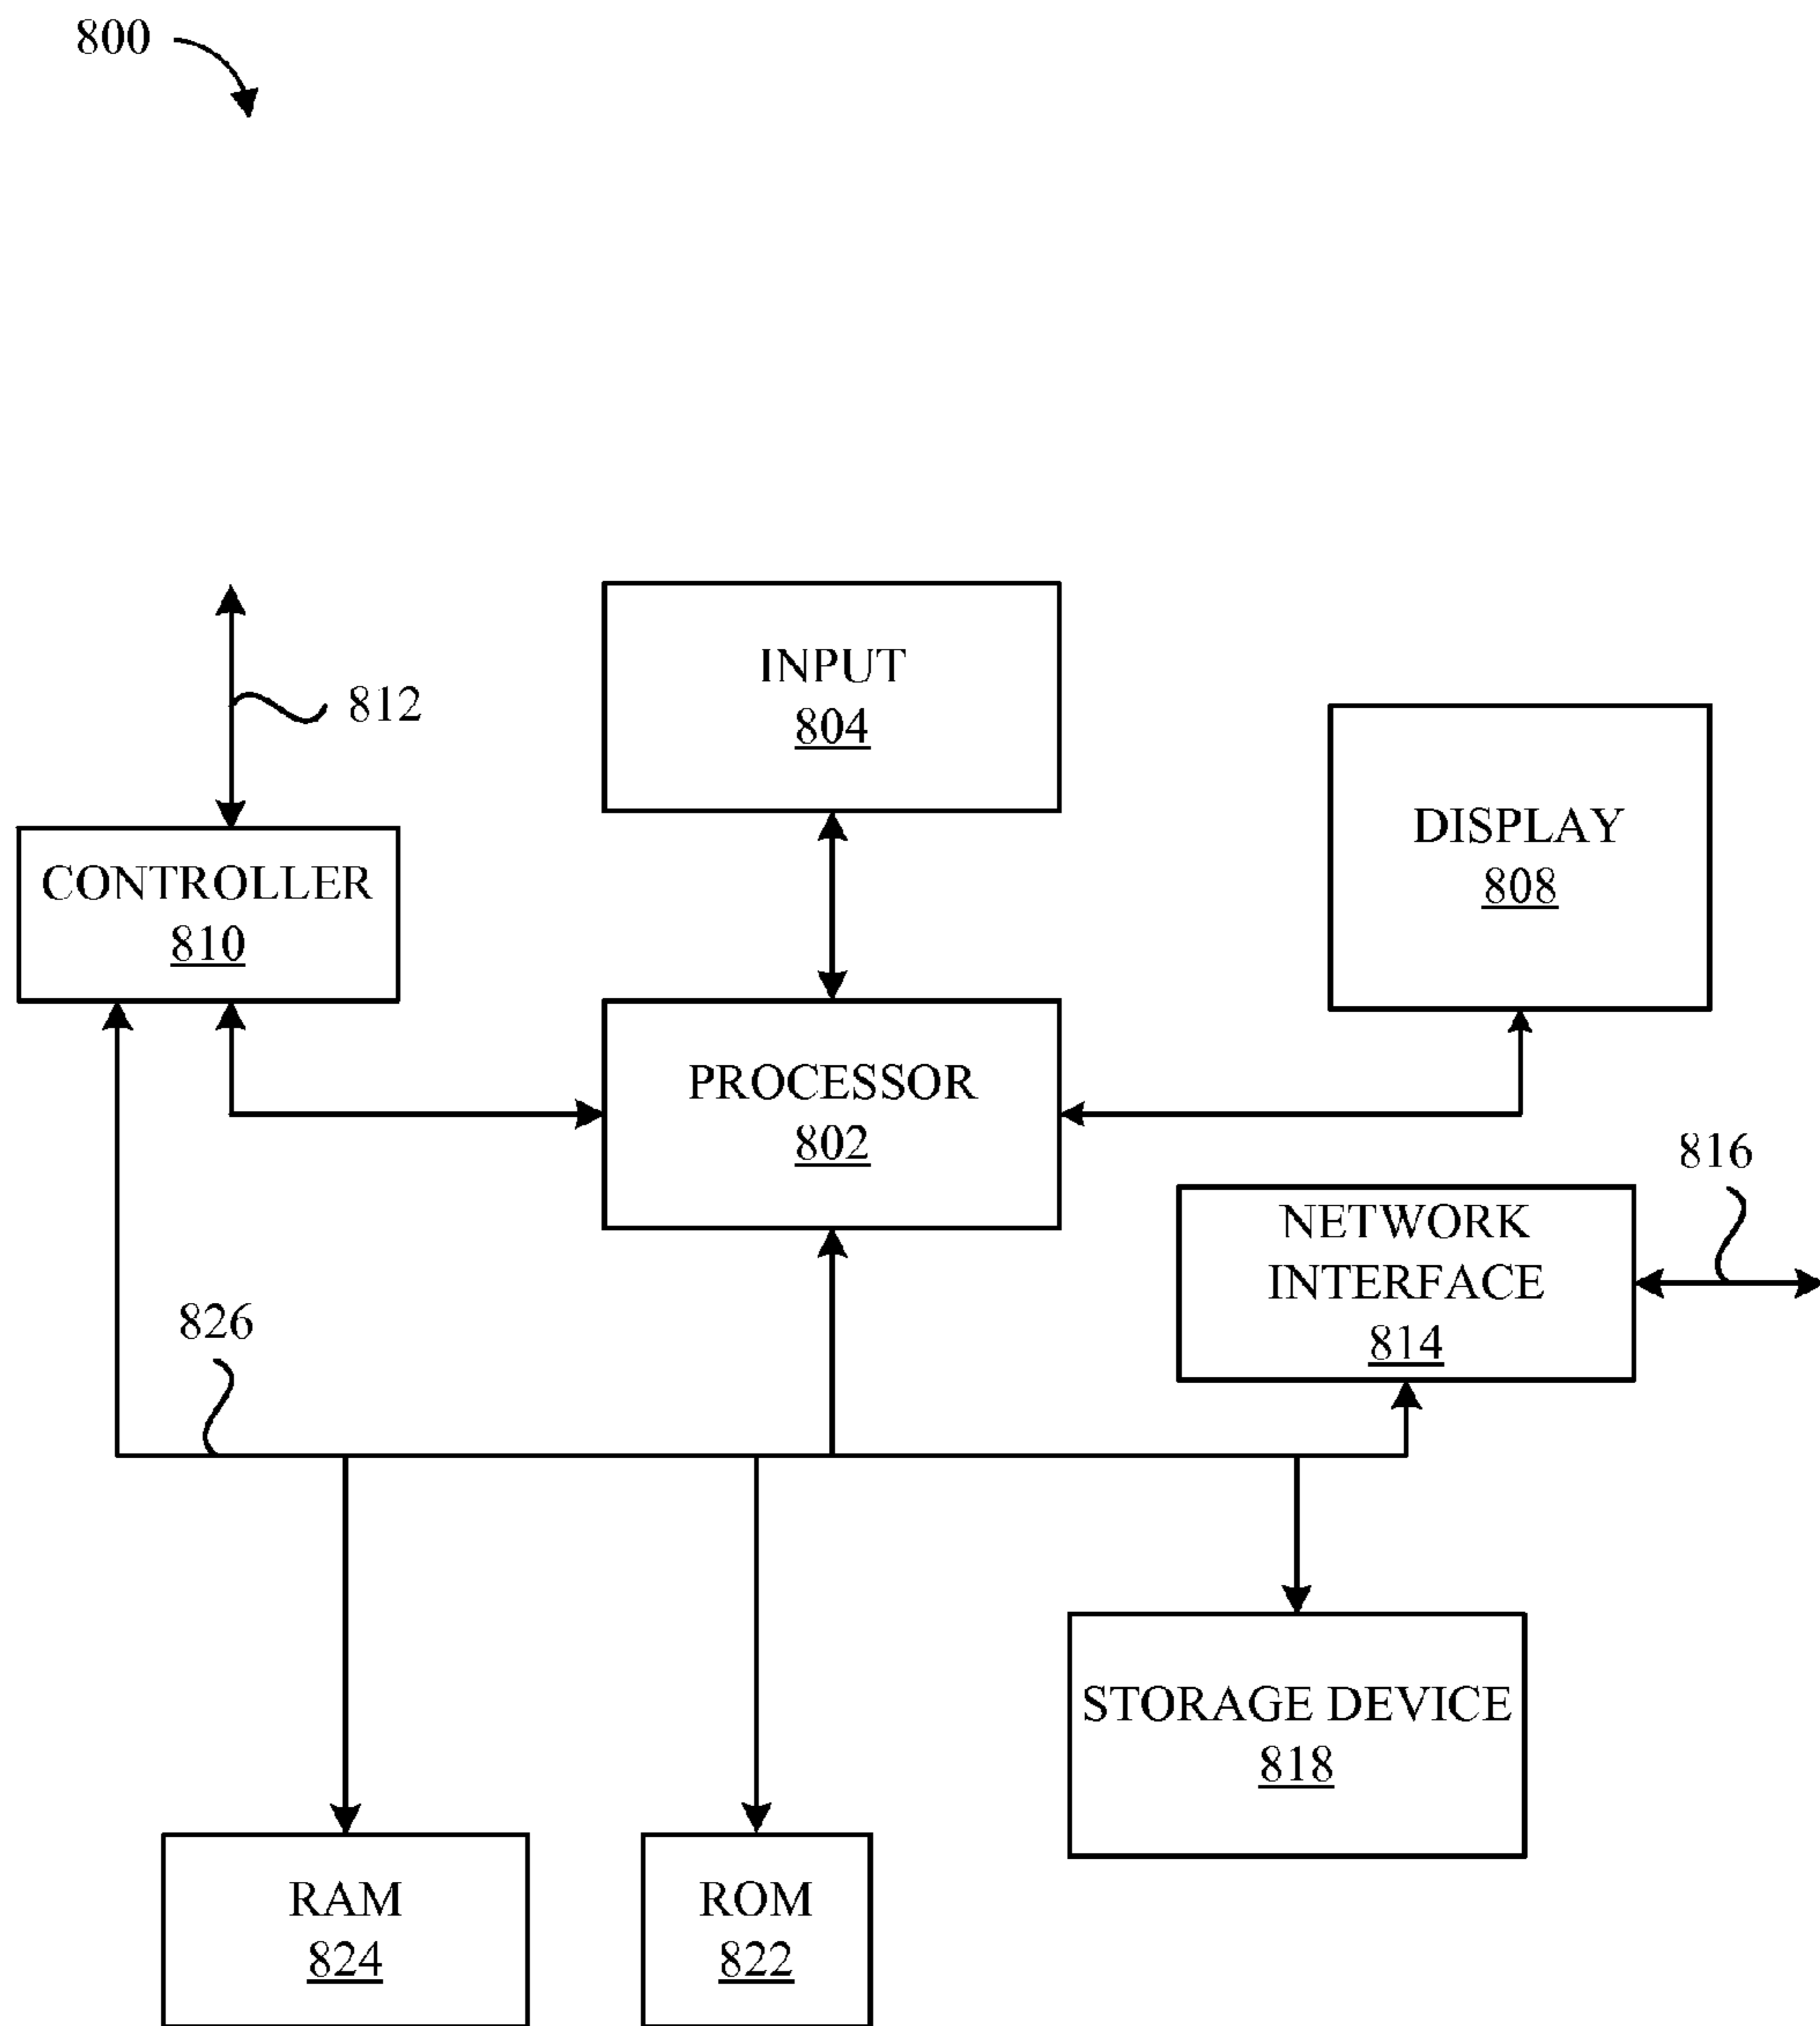 800
INPUT
804
812
DISPLAY
808
CONTROLLER
810
PROCESSOR
802
816
NETWORK
INTERFACE
814
826
STORAGE DEVICE
818
RAM
824
ROM
822